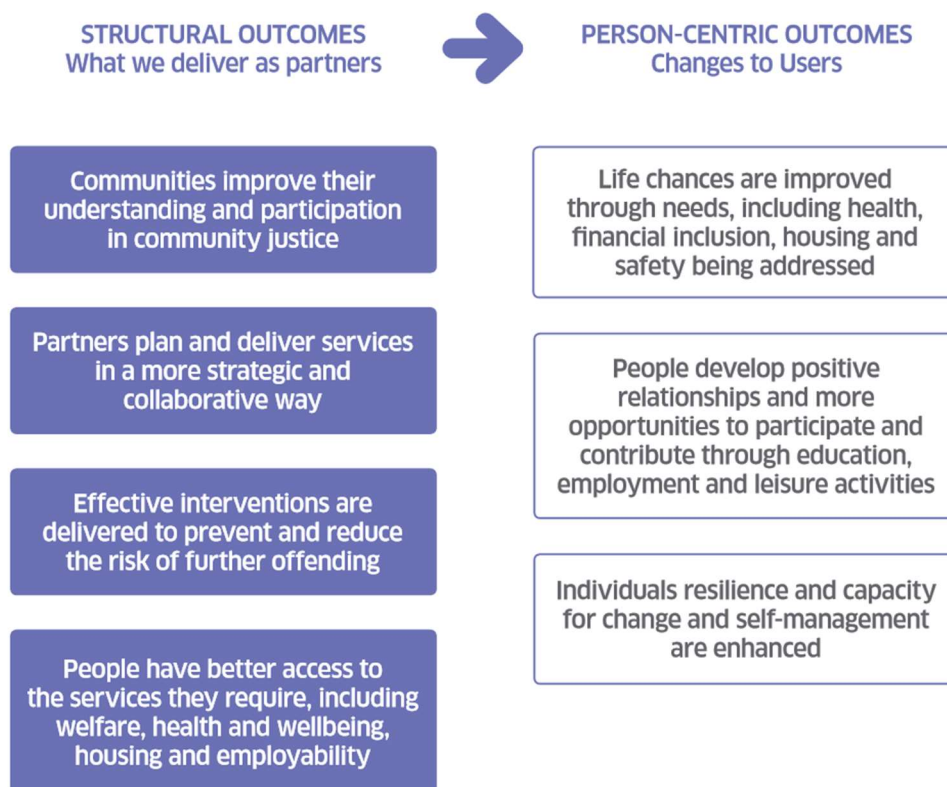 STRUCTURAL OUTCOMES
What we deliver as partners
Communities improve their
understanding and participation
in community justice
Partners plan and deliver services
in a more strategic and
collaborative way
Effective interventions are
delivered to prevent and reduce
the risk of further offending
People have better access to
the services they require, including
welfare, health and wellbeing,
housing and employability
PERSON-CENTRIC OUTCOMES
Changes to Users
Life chances are improved
through needs, including health,
financial inclusion, housing and
safety being addressed
People develop positive
relationships and more
opportunities to participate and
contribute through education,
employment and leisure activities
Individuals resilience and capacity
for change and self-management
are enhanced